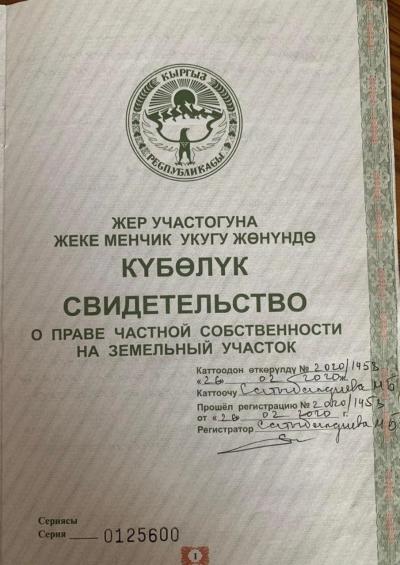 КЫРГЫЗ
РЕСПУБЛИКАСЫ
ЖЕР УЧАСТОГУНА
ЖЕКЕ МЕНЧИК УКУГУ ЖӨНҮНДӨ
КҮБӨЛҮК
СВИДЕТЕЛЬСТВО
О ПРАВЕ ЧАСТНОЙ СОБСТВЕННОСТИ
НА ЗЕМЕЛЬНЫЙ УЧАСТОК
Каттоодон өткөрүлдү № 2020/1453
«26 02 2020ж
Каттоочу
Прошёл регистрацию № 2020/1453
от «26 02 2020 г.
Регистратор
Сериясы
Серия 0125600
1